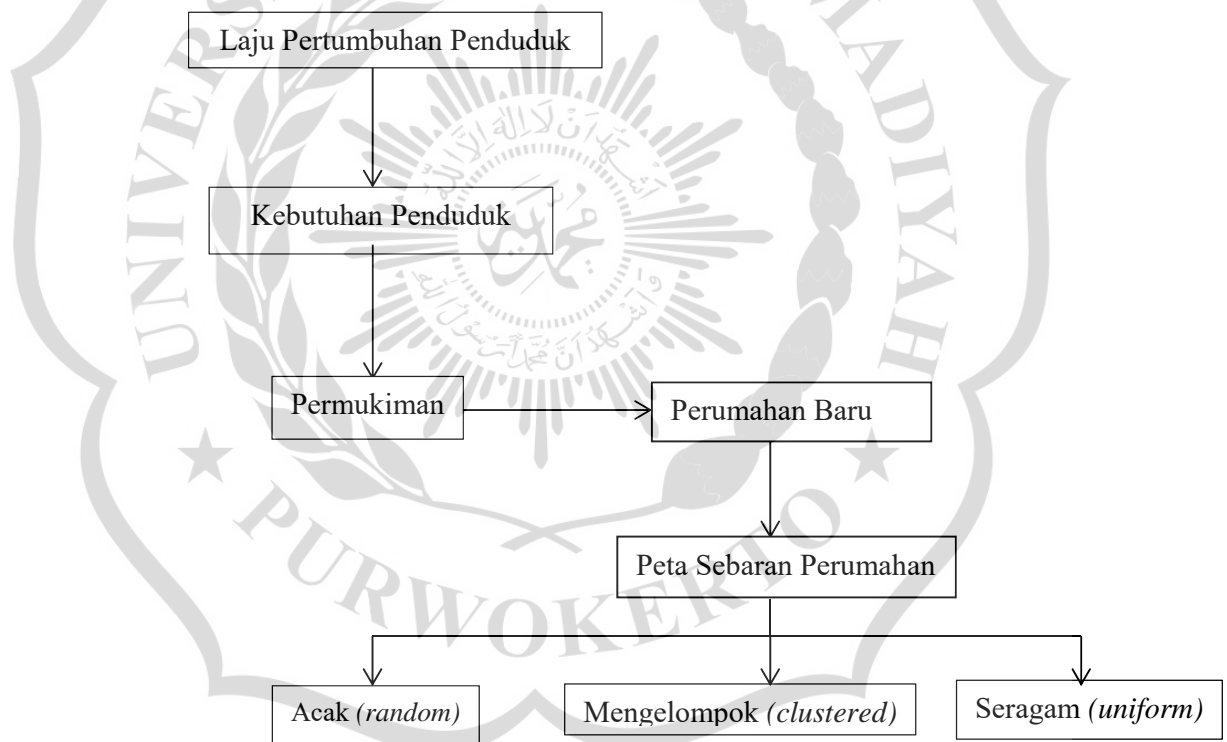 Laju Pertumbuhan Penduduk
Kebutuhan Penduduk
Permukiman
Perumahan Baru
Peta Sebaran Perumahan
Acak (random)
Mengelompok (clustered)
Seragam (uniform)
PURWOKERTO